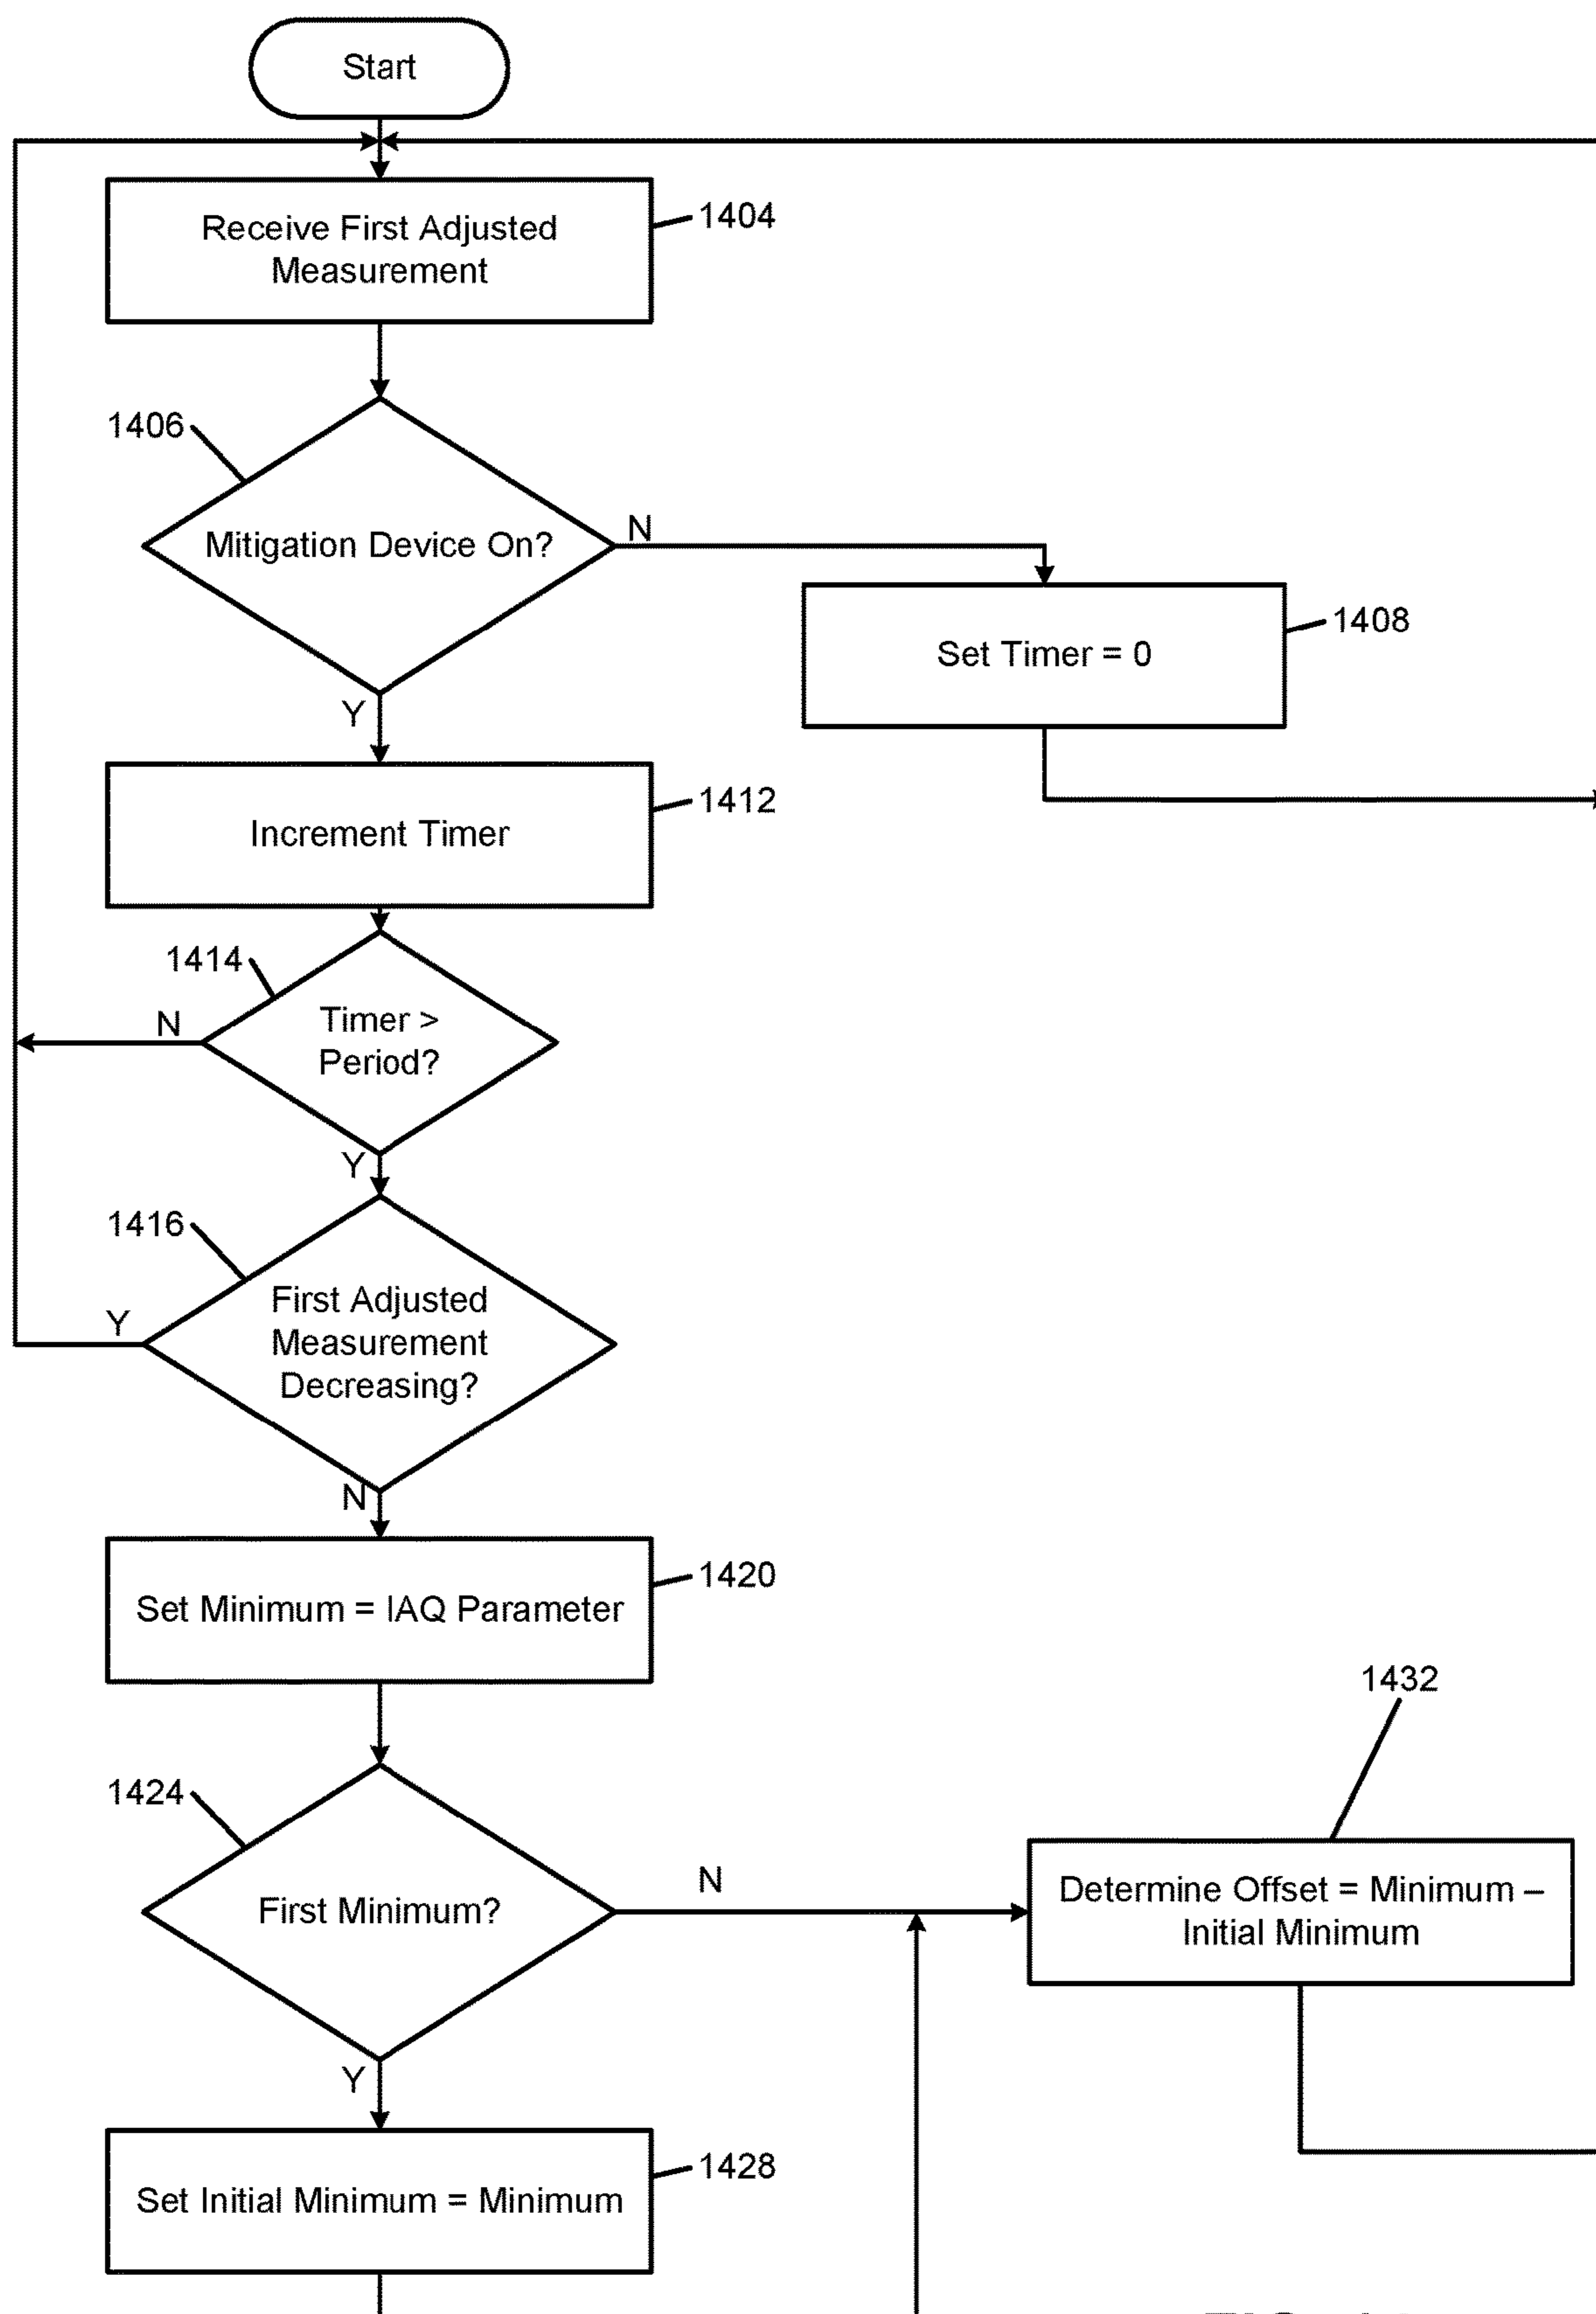 Start
Receive First Adjusted
Measurement
1404
1406
Mitigation Device On?
N
Y
Set Timer = 0
1408
Increment Timer
1412
1414
Timer >
Period?
N
Y
1416
First Adjusted
Measurement
Decreasing?
Y
N
Set Minimum = IAQ Parameter
1420
1424
First Minimum?
N
Y
1432
Determine Offset = Minimum –
Initial Minimum
Set Initial Minimum = Minimum
1428